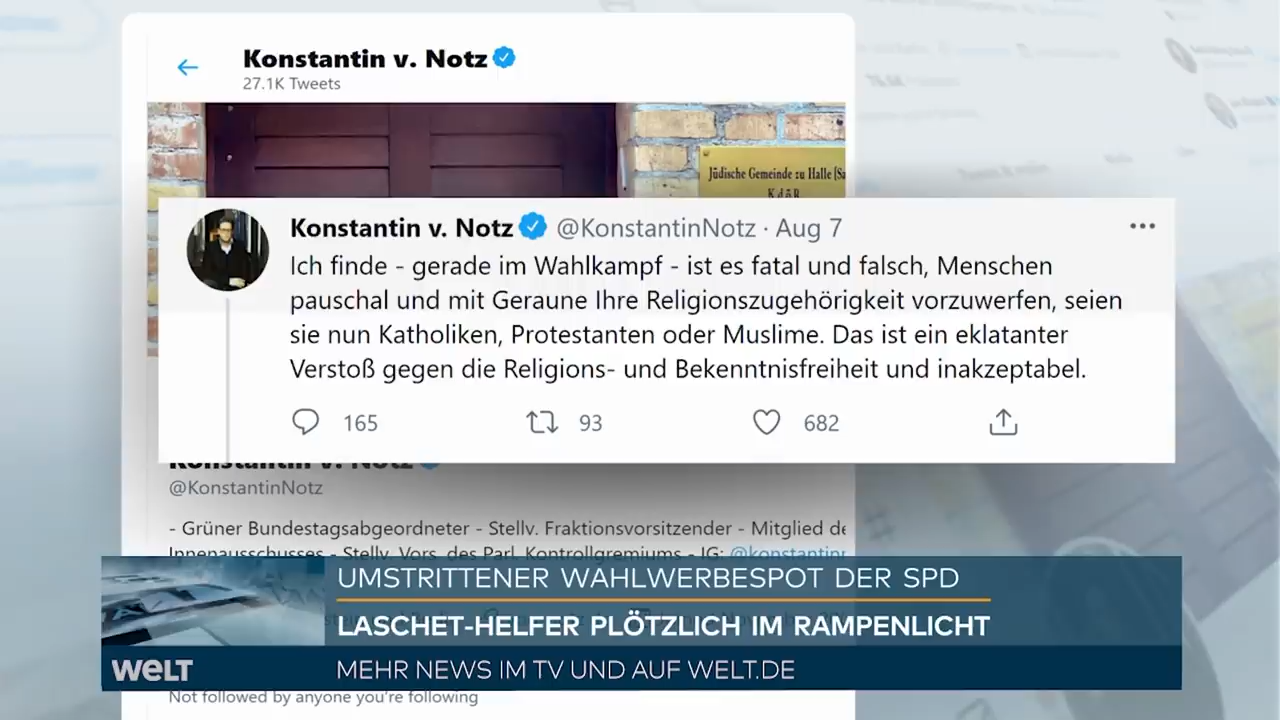 Konstantin v. Notz
27.1K Tweets
Jüdische Gemeinde zu Halle (Sa
K.d.ö.R.
Konstantin v. Notz @KonstantinNotz · Aug 7
Ich finde - gerade im Wahlkampf - ist es fatal und falsch, Menschen
pauschal und mit Geraune Ihre Religionszugehörigkeit vorzuwerfen, seien
sie nun Katholiken, Protestanten oder Muslime. Das ist ein eklatanter
Verstoß gegen die Religions- und Bekenntnisfreiheit und inakzeptabel.
165 93 682
Konstantin v. Notz
@KonstantinNotz
- Grüner Bundestagsabgeordneter - Stellv. Fraktionsvorsitzender - Mitglied de
Innenausschusses - Stellv. Vors. des Parl. Kontrollgremiums - IG: @konstantinn
UMSTRITTENER WAHLWERBESPOT DER SPD
LASCHET-HELFER PLÖTZLICH IM RAMPENLICHT
WELT
MEHR NEWS IM TV UND AUF WELT.DE
Not followed by anyone you're following